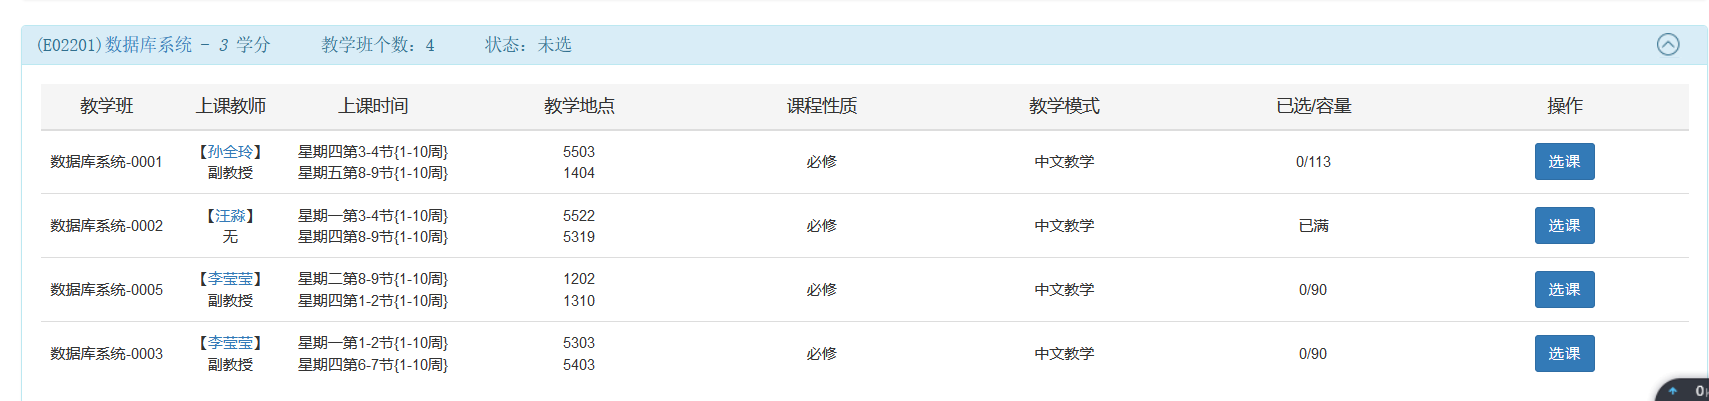 (E02201)数据库系统 - 3 学分 教学班个数：4 状态：未选
教学班 上课教师 上课时间 教学地点 课程性质 教学模式 已选/容量 操作
数据库系统-0001 【孙全玲】 副教授 星期四第3-4节{1-10周} 星期五第8-9节{1-10周} 5503 1404 必修 中文教学 0/113 选课
数据库系统-0002 【汪淼】 无 星期一第3-4节{1-10周} 星期四第8-9节{1-10周} 5522 5319 必修 中文教学 已满 选课
数据库系统-0005 【李莹莹】 副教授 星期二第8-9节{1-10周} 星期四第1-2节{1-10周} 1202 1310 必修 中文教学 0/90 选课
数据库系统-0003 【李莹莹】 副教授 星期一第1-2节{1-10周} 星期四第6-7节{1-10周} 5303 5403 必修 中文教学 0/90 选课